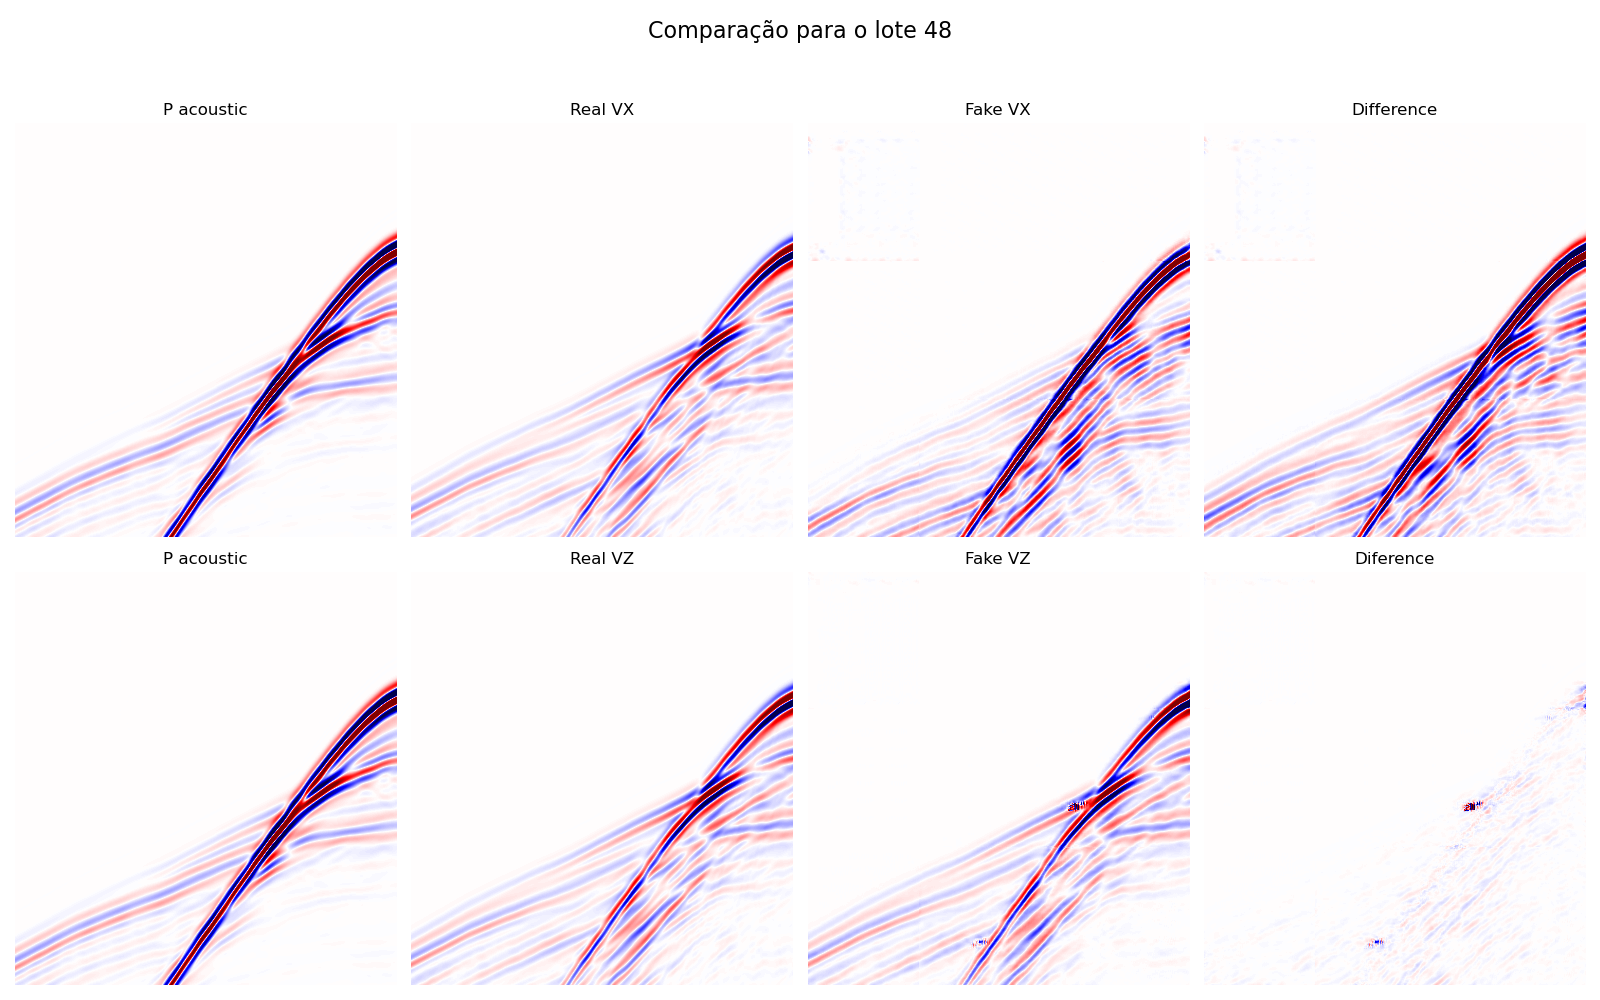 Comparação para o lote 48
P acoustic
Real VX
Fake VX
Difference
P acoustic
Real VZ
Fake VZ
Diference